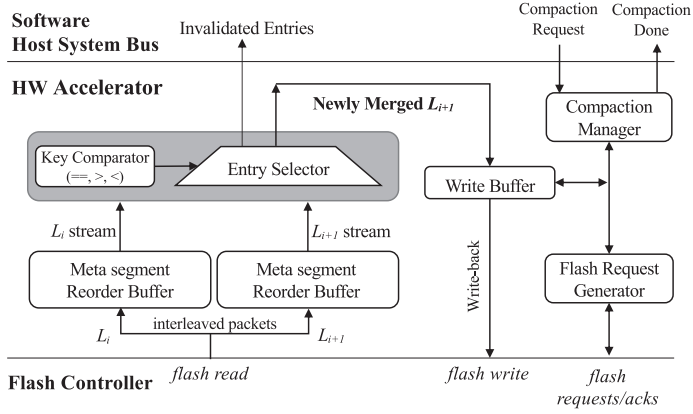 Software
Host System Bus
Invalidated Entries
Compaction
Request
Compaction
Done
HW Accelerator
Newly Merged Li+1
Compaction
Manager
Key Comparator
(==, >, <)
Entry Selector
Write Buffer
Li stream
Li+1 stream
Meta segment
Reorder Buffer
Meta segment
Reorder Buffer
Write-back
Flash Request
Generator
Li
interleaved packets
Li+1
Flash Controller
flash read
flash write
flash
requests/acks